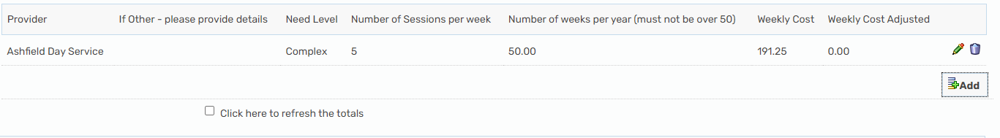 Provider If Other - please provide details Need Level Number of Sessions per week Number of weeks per year (must not be over 50) Weekly Cost Weekly Cost Adjusted
Ashfield Day Service Complex 5 50.00 191.25 0.00
Add
Click here to refresh the totals